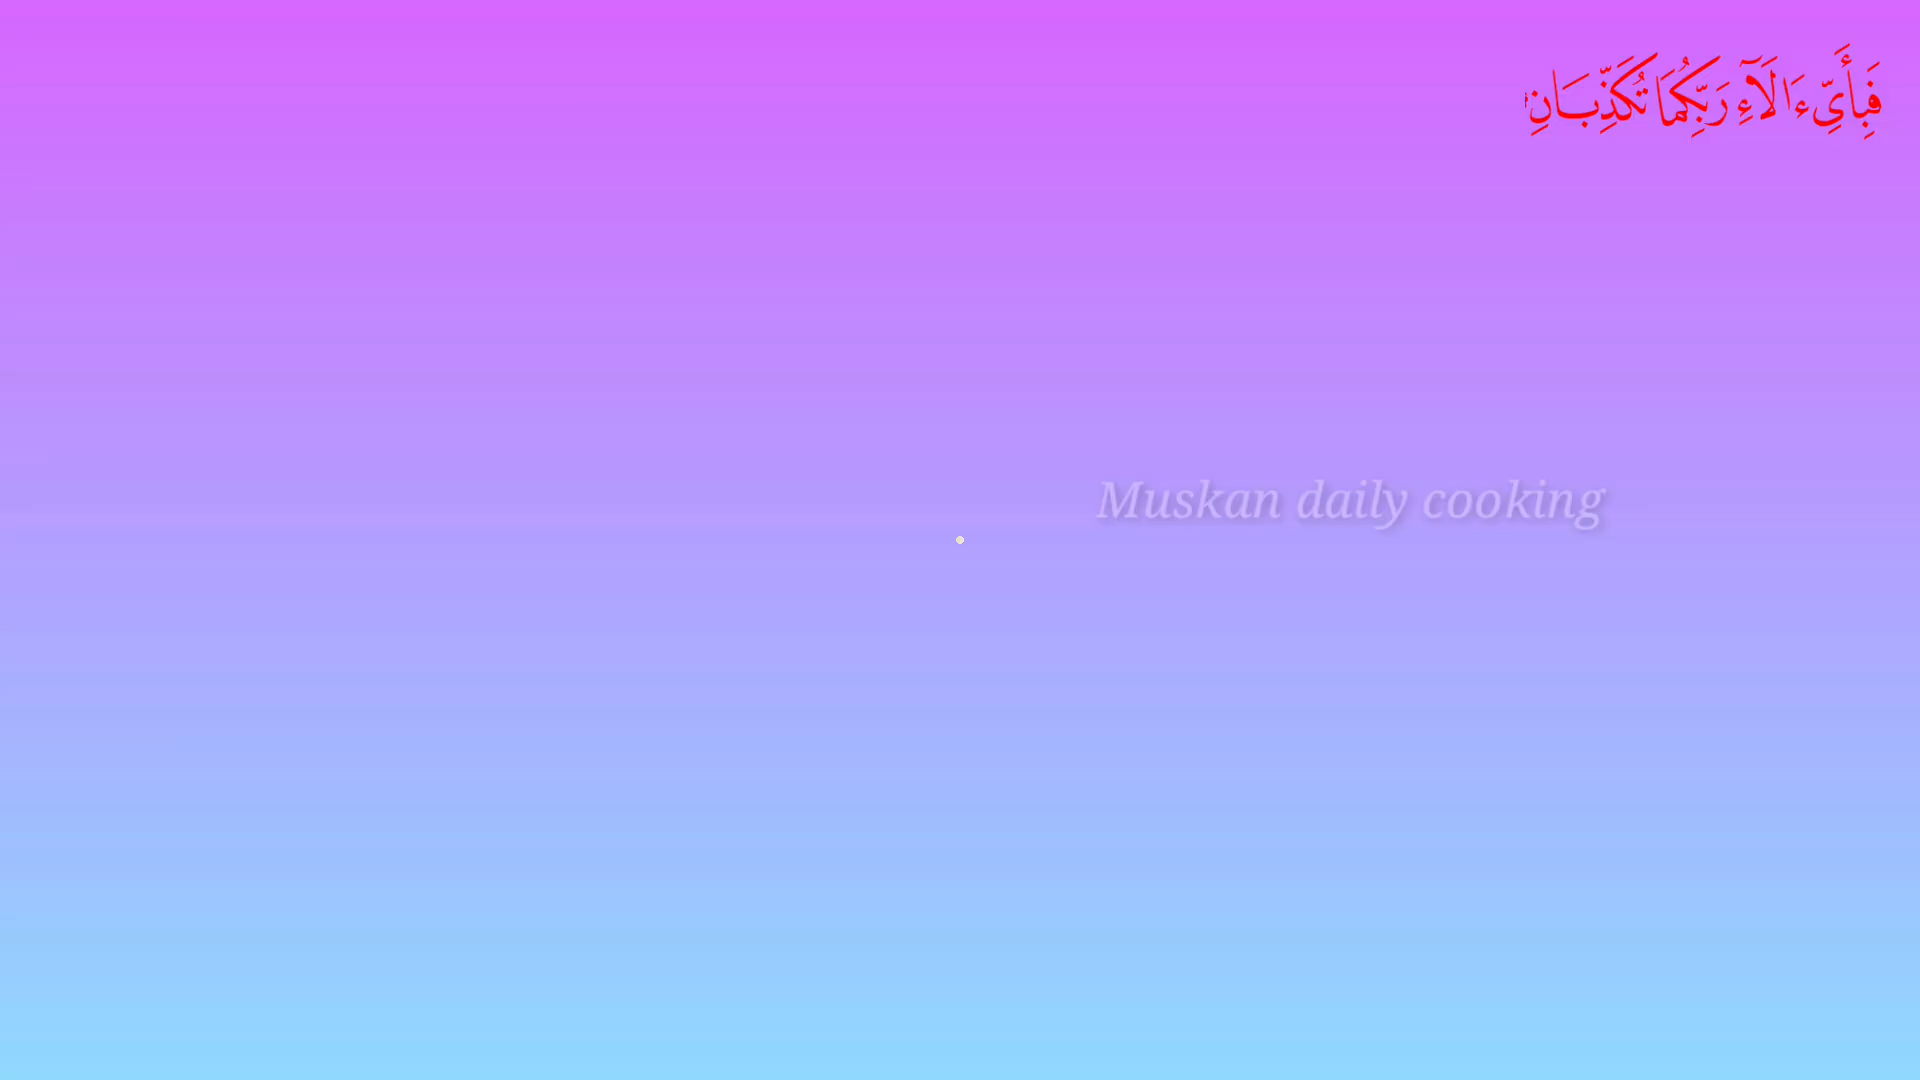 فَبِأَىِّ ءَالَآءِ رَبِّكُمَا تُكَذِّبَانِ
Muskan daily cooking